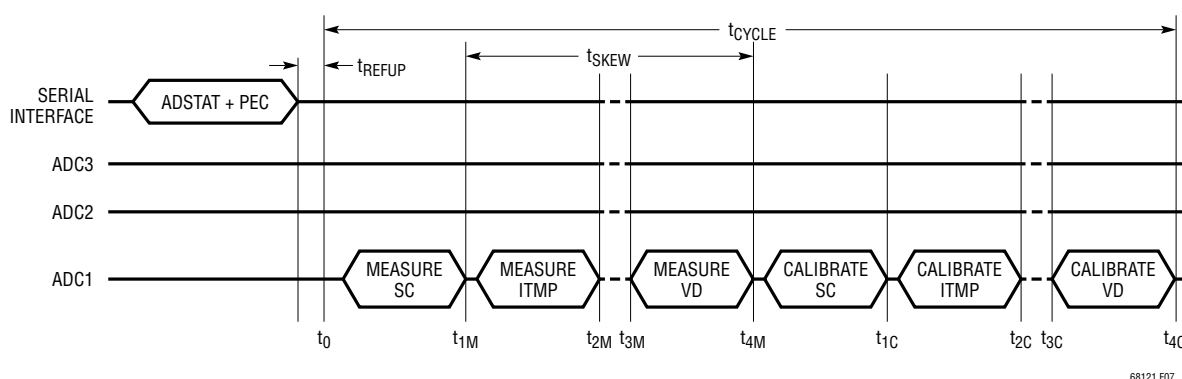 tCYCLE
tSKEW
tREFUP
SERIAL
INTERFACE
ADSTAT + PEC
ADC3
ADC2
ADC1
MEASURE
SC
MEASURE
ITMP
MEASURE
VD
CALIBRATE
SC
CALIBRATE
ITMP
CALIBRATE
VD
t0
t1M
t2M
t3M
t4M
t1C
t2C
t3C
t4C
68121 F07